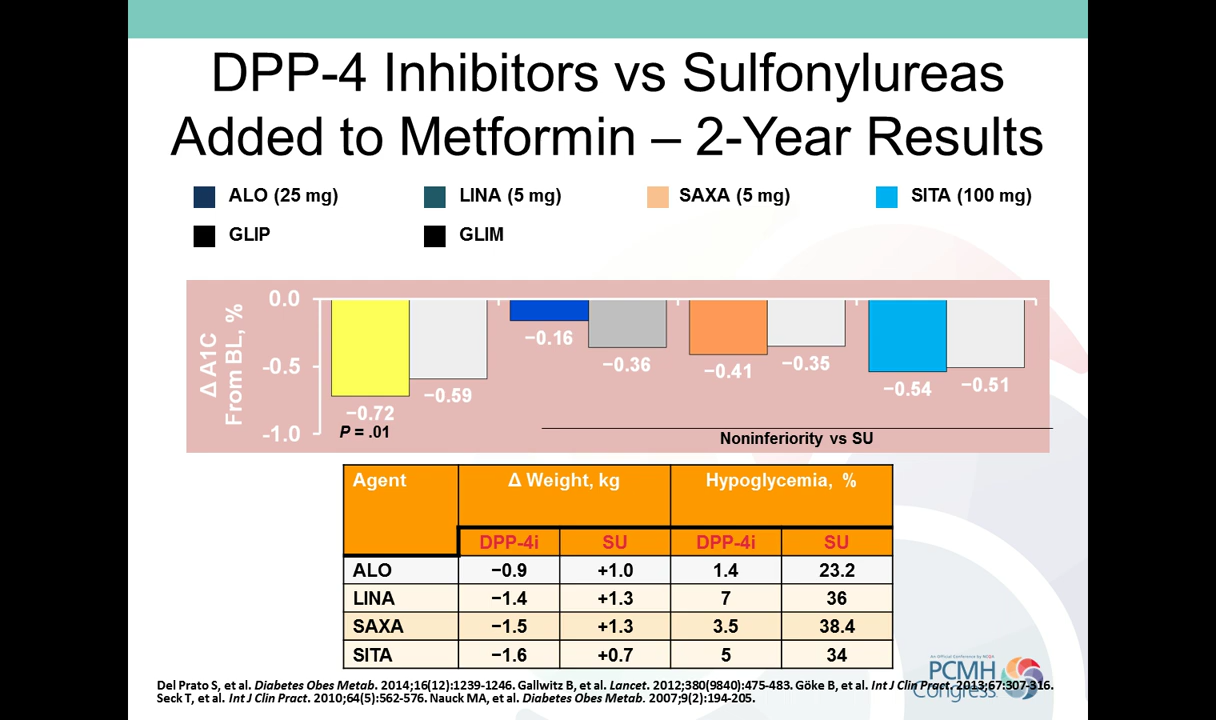 DPP-4 Inhibitors vs Sulfonylureas
Added to Metformin – 2-Year Results
ALO (25 mg)
LINA (5 mg)
SAXA (5 mg)
SITA (100 mg)
GLIP
GLIM
Δ A1C
From BL, %
0.0
-0.5
-1.0
−0.72
−0.59
−0.16
−0.36
−0.41
−0.35
−0.54
−0.51
P = .01
Noninferiority vs SU
Agent Δ Weight, kg Hypoglycemia, %
DPP-4i SU DPP-4i SU
ALO −0.9 +1.0 1.4 23.2
LINA −1.4 +1.3 7 36
SAXA −1.5 +1.3 3.5 38.4
SITA −1.6 +0.7 5 34
An Official Conference by NCQA
PCMH
Congress
Del Prato S, et al. Diabetes Obes Metab. 2014;16(12):1239-1246. Gallwitz B, et al. Lancet. 2012;380(9840):475-483. Göke B, et al. Int J Clin Pract. 2013;67:307-316.
Seck T, et al. Int J Clin Pract. 2010;64(5):562-576. Nauck MA, et al. Diabetes Obes Metab. 2007;9(2):194-205.